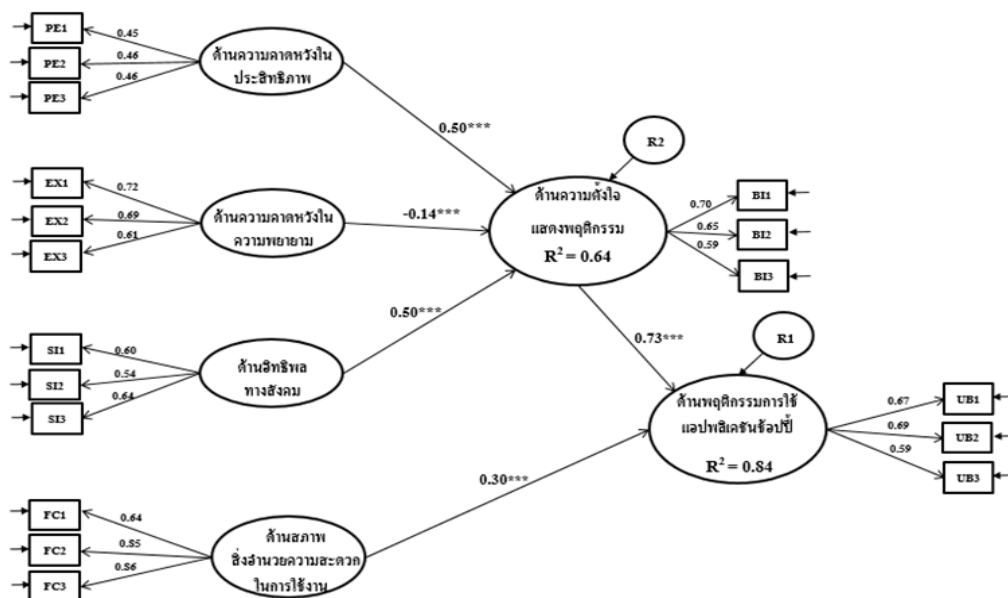 PE1
0.45
PE2
0.46
PE3
0.46
ด้านความคาดหวังใน
ประสิทธิภาพ
0.50***
R2
EX1
0.72
EX2
0.69
EX3
0.61
ด้านความคาดหวังใน
ความพยายาม
-0.14***
ด้านความตั้งใจ
แสดงพฤติกรรม
R² = 0.64
0.70
BI1
0.65
BI2
0.59
BI3
0.50***
SI1
0.60
SI2
0.54
SI3
0.64
ด้านอิทธิพล
ทางสังคม
0.73***
R1
ด้านพฤติกรรมการใช้
แอปพลิเคชันช้อปปี้
R² = 0.84
0.67
UB1
0.69
UB2
0.59
UB3
0.30***
FC1
0.64
FC2
0.85
FC3
0.86
ด้านสภาพ
สิ่งอำนวยความสะดวก
ในการใช้งาน